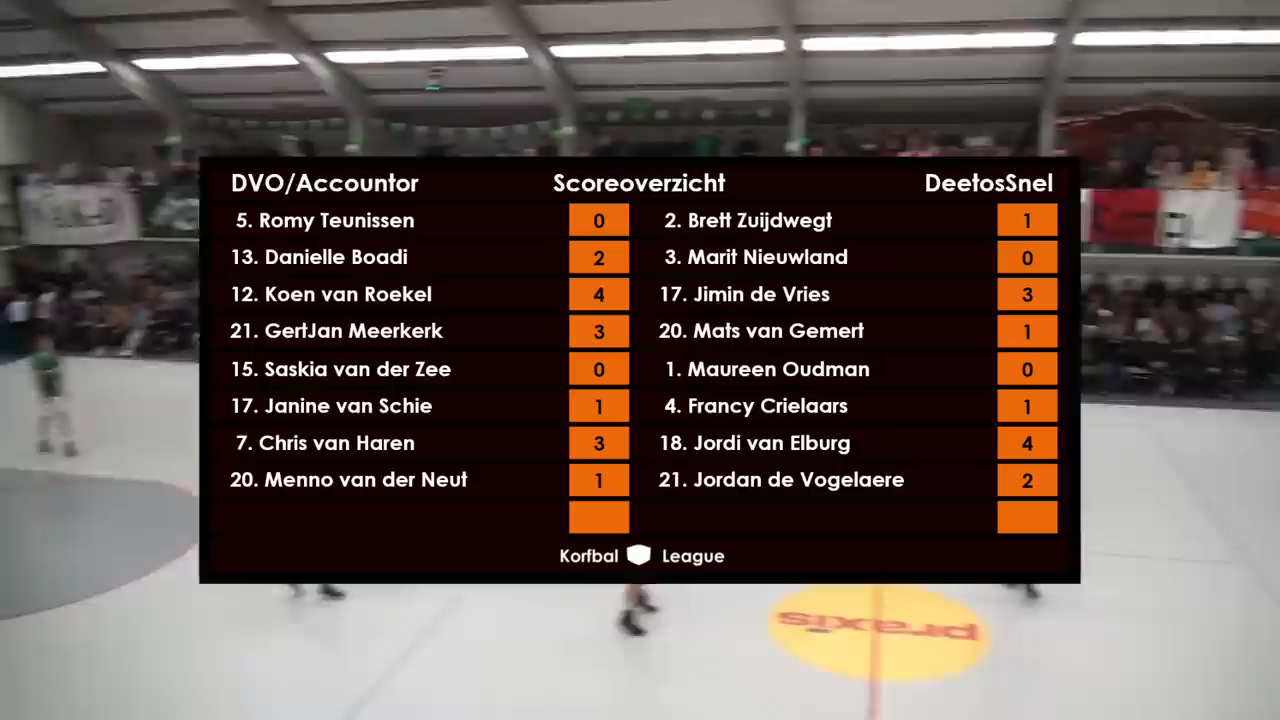 DVO/Accountor Scoreoverzicht DeetosSnel
5. Romy Teunissen 0 2. Brett Zuijdwegt 1
13. Danielle Boadi 2 3. Marit Nieuwland 0
12. Koen van Roekel 4 17. Jimin de Vries 3
21. GertJan Meerkerk 3 20. Mats van Gemert 1
15. Saskia van der Zee 0 1. Maureen Oudman 0
17. Janine van Schie 1 4. Francy Crielaars 1
7. Chris van Haren 3 18. Jordi van Elburg 4
20. Menno van der Neut 1 21. Jordan de Vogelaere 2
Korfbal League
praxis